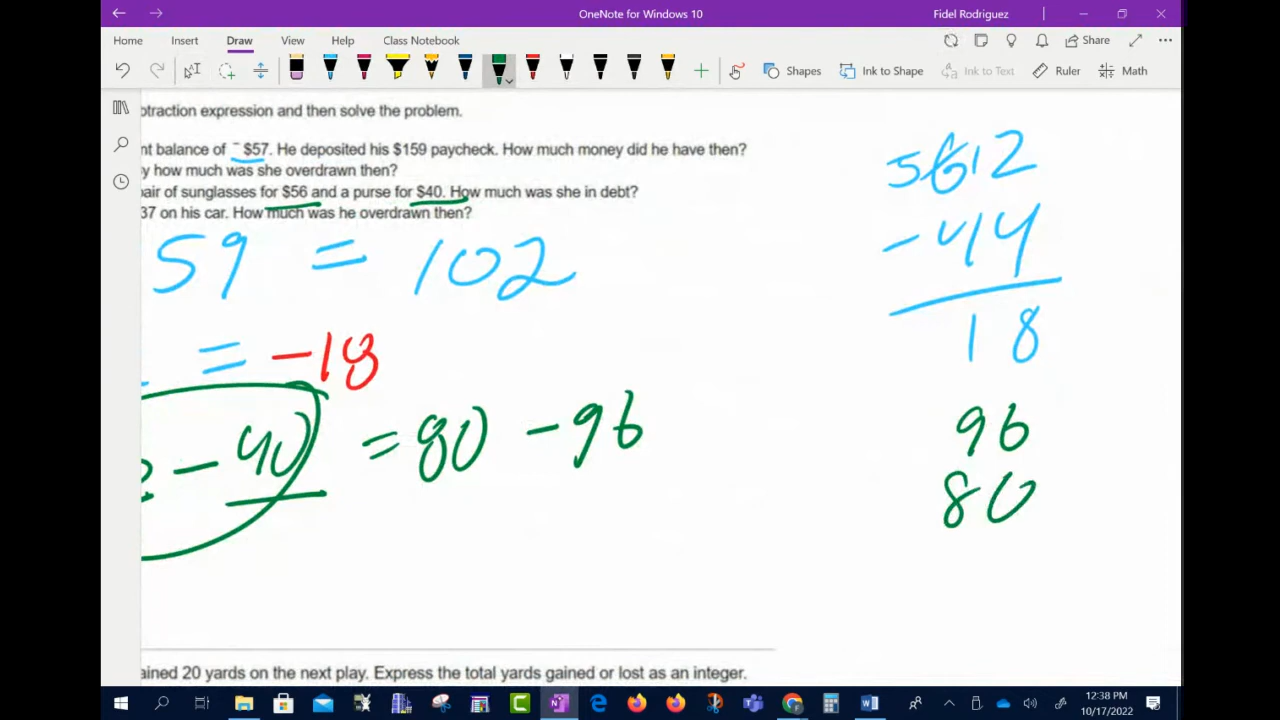 OneNote for Windows 10
Fidel Rodriguez
Home Insert Draw View Help Class Notebook
Share
Shapes Ink to Shape Ink to Text Ruler Math
btraction expression and then solve the problem.
nt balance of ⁻$57. He deposited his $159 paycheck. How much money did he have then?
y how much was she overdrawn then?
air of sunglasses for $56 and a purse for $40. How much was she in debt?
37 on his car. How much was he overdrawn then?
59 = 102
= -18
- 40 = 80 - 96
5 6 12
- 44
18
96
80
ained 20 yards on the next play. Express the total yards gained or lost as an integer.
12:38 PM
10/17/2022